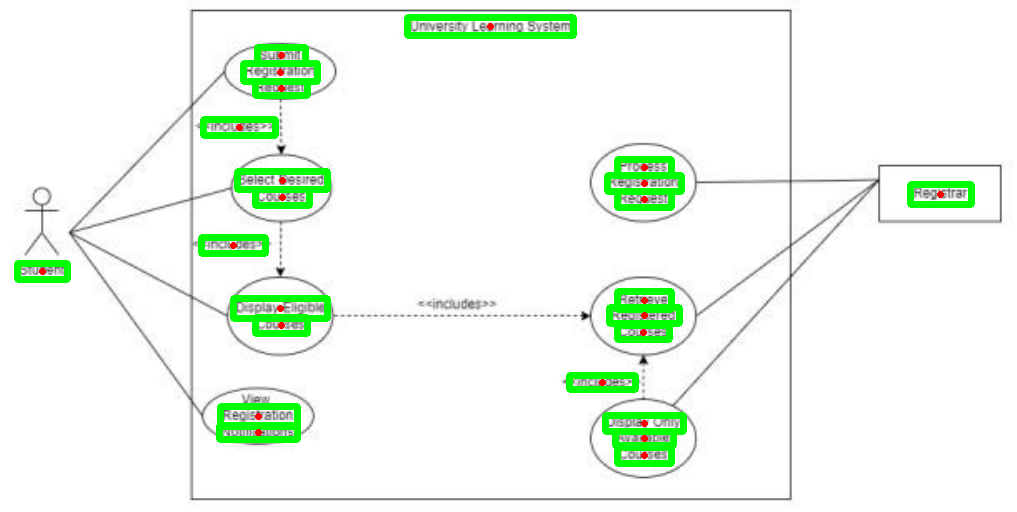 University Learning System
Submit
Registration
Request
<<includes>>
Select Desired
Courses
<<includes>>
Display Eligible
Courses
<<includes>>
View
Registration
Notifications
Student
Process
Registration
Request
Registrar
Retrieve
Registered
Courses
<<includes>>
Display Only
Available
Courses